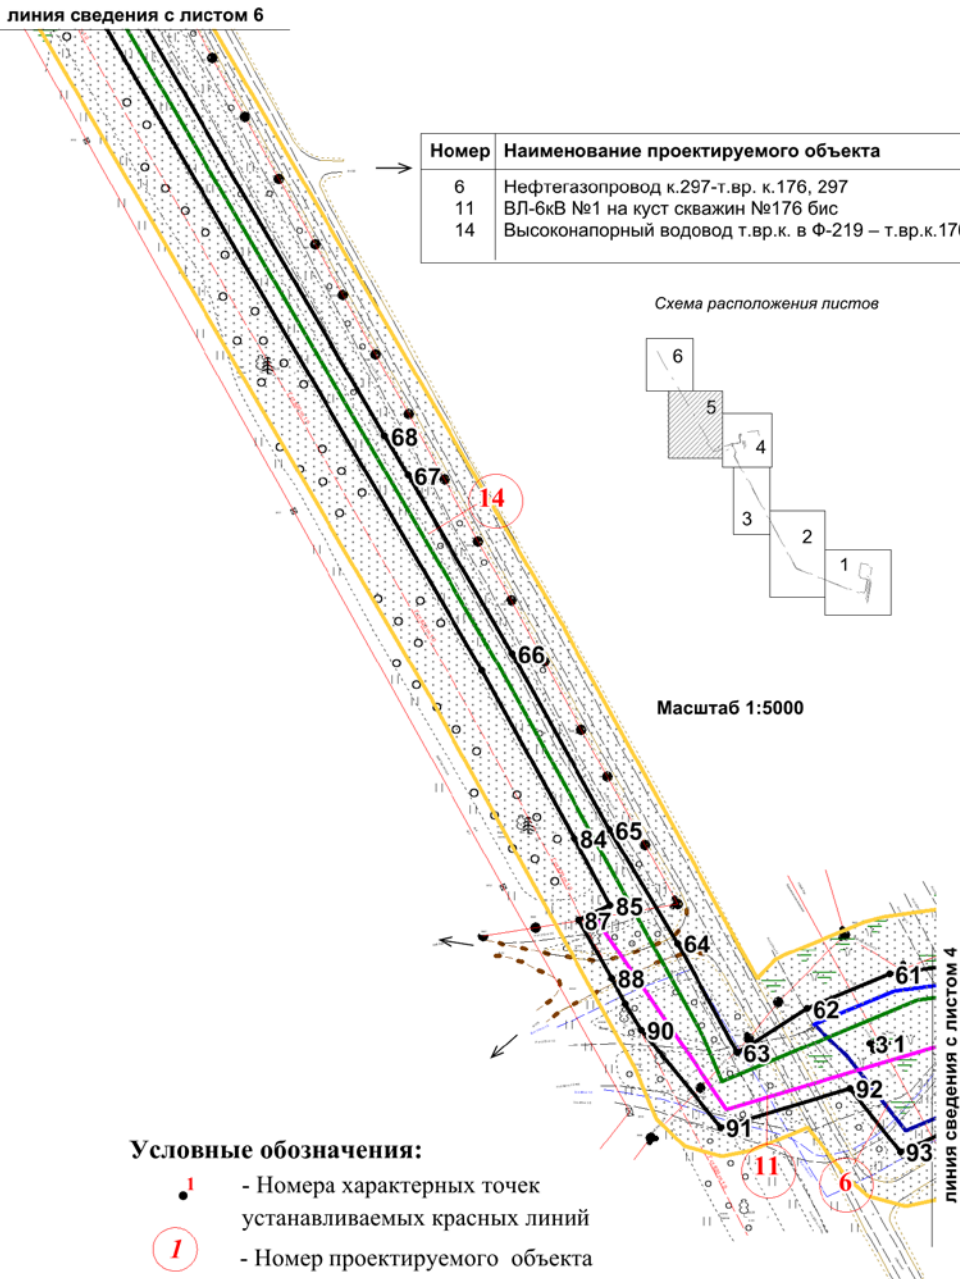 линия сведения с листом 6
Номер Наименование проектируемого объекта
6 Нефтегазопровод к.297-т.вр. к.176, 297
11 ВЛ-6кВ №1 на куст скважин №176 бис
14 Высоконапорный водовод т.вр.к. в Ф-219 – т.вр.к.176
Схема расположения листов
6
5
4
3
2
1
68
67
14
66
Масштаб 1:5000
65
84
85
87
64
88
61
62
90
63
31
92
91
93
11
6
линия сведения с листом 4
Условные обозначения:
1 - Номера характерных точек
устанавливаемых красных линий
1 - Номер проектируемого объекта